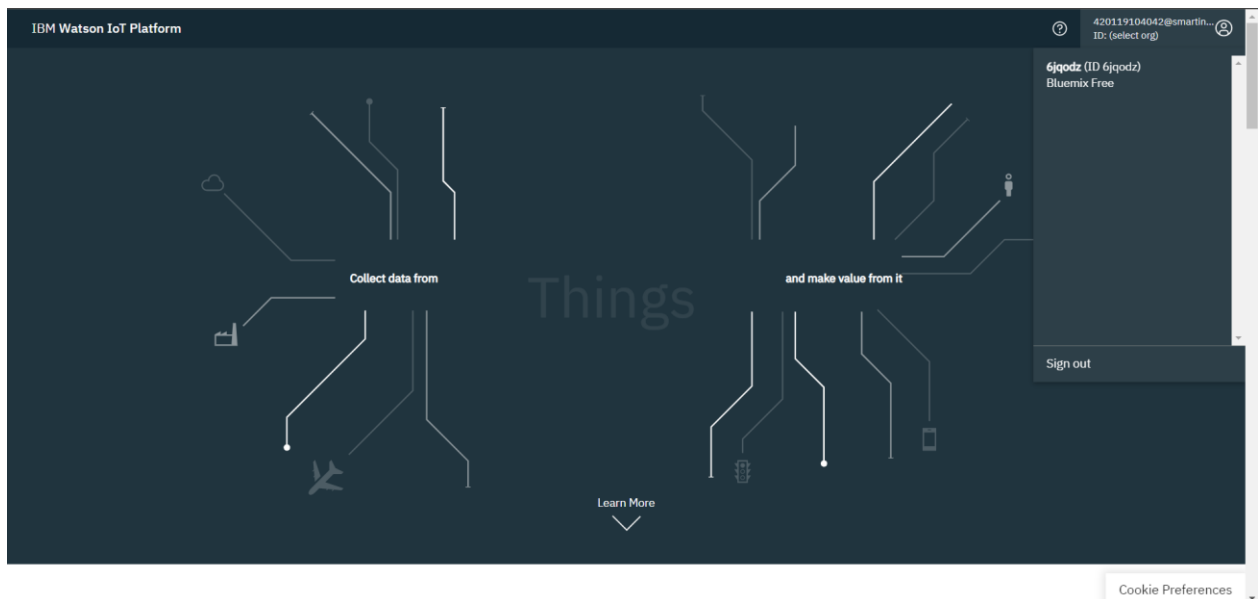 IBM Watson IoT Platform
420119104042@smartin...
ID: (select org)
6jqodz (ID 6jqodz)
Bluemix Free
Collect data from
Things
and make value from it
Sign out
Learn More
Cookie Preferences